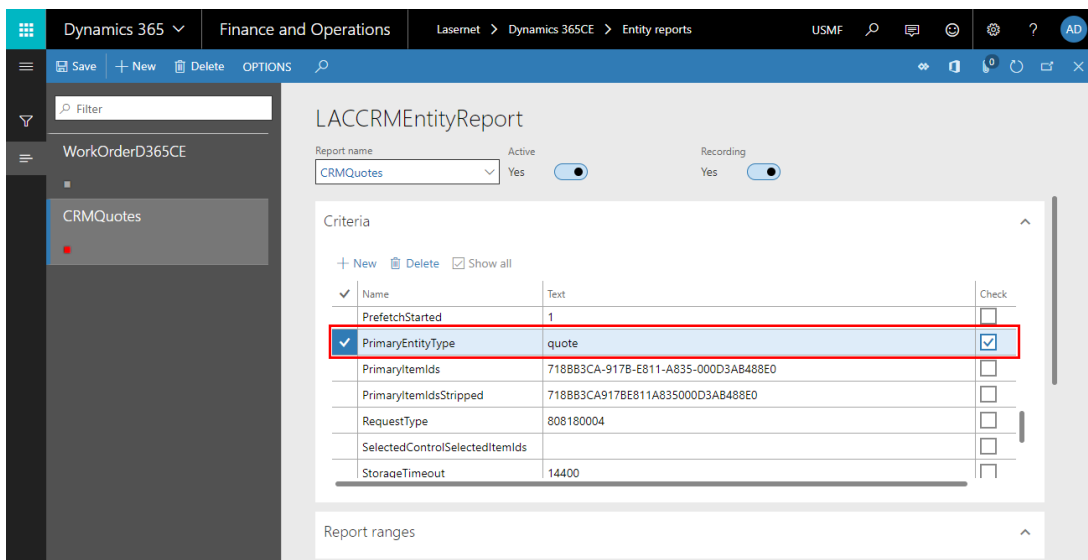 Dynamics 365 Finance and Operations Lasernet > Dynamics 365CE > Entity reports USMF ? AD
Save + New Delete OPTIONS 0
Filter
WorkOrderD365CE
CRMQuotes
LACCRMEntityReport
Report name Active Recording
CRMQuotes Yes Yes
Criteria
+ New Delete Show all
Name Text Check
PrefetchStarted 1
PrimaryEntityType quote
PrimaryItemIds 718BB3CA-917B-E811-A835-000D3AB488E0
PrimaryItemIdsStripped 718BB3CA917BE811A835000D3AB488E0
RequestType 808180004
SelectedControlSelectedItemIds
StorageTimeout 14400
Report ranges